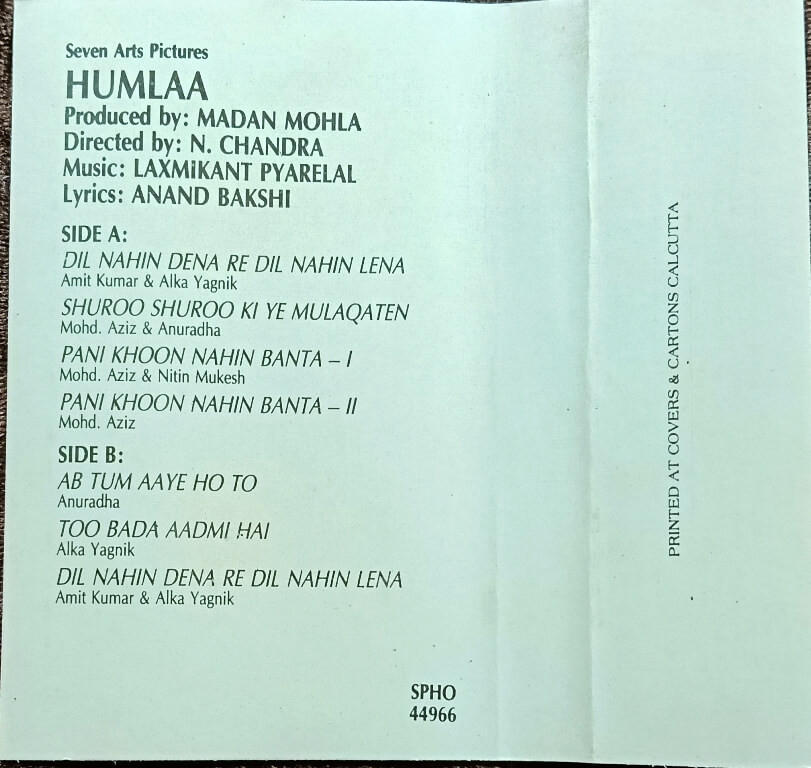 Seven Arts Pictures
HUMLAA
Produced by: MADAN MOHLA
Directed by: N. CHANDRA
Music: LAXMiKANT PYARELAL
Lyrics: ANAND BAKSHI
SIDE A:
DIL NAHIN DENA RE DIL NAHIN LENA
Amit Kumar & Alka Yagnik
SHUROO SHUROO KI YE MULAQATEN
Mohd. Aziz & Anuradha
PANI KHOON NAHIN BANTA – I
Mohd. Aziz & Nitin Mukesh
PANI KHOON NAHIN BANTA – II
Mohd. Aziz
SIDE B:
AB TUM AAYE HO TO
Anuradha
TOO BADA AADMI HAI
Alka Yagnik
DIL NAHIN DENA RE DIL NAHIN LENA
Amit Kumar & Alka Yagnik
SPHO
44966
PRINTED AT COVERS & CARTONS CALCUTTA